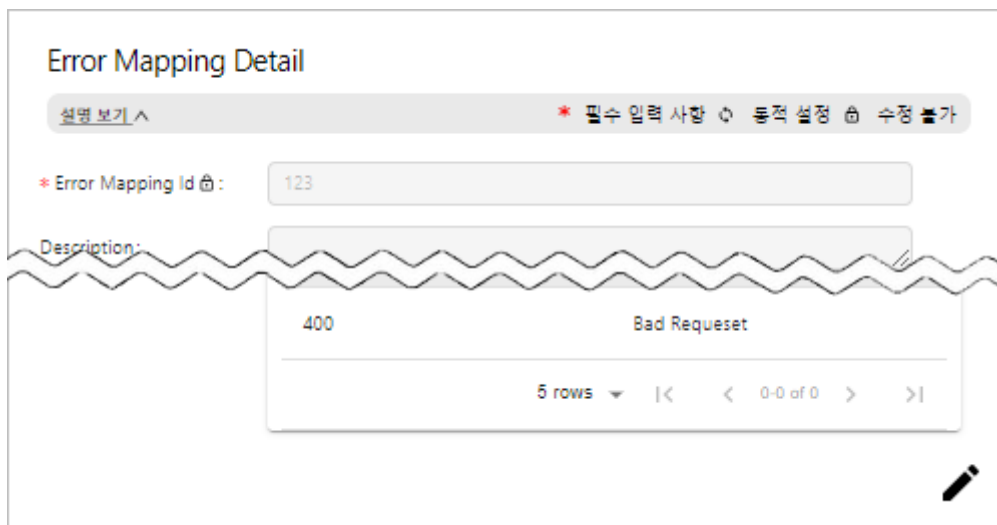 Error Mapping Detail
설명 보기 * 필수 입력 사항 동적 설정 수정 불가
* Error Mapping Id : 123
Description:
400 Bad Requeset
5 rows 0-0 of 0